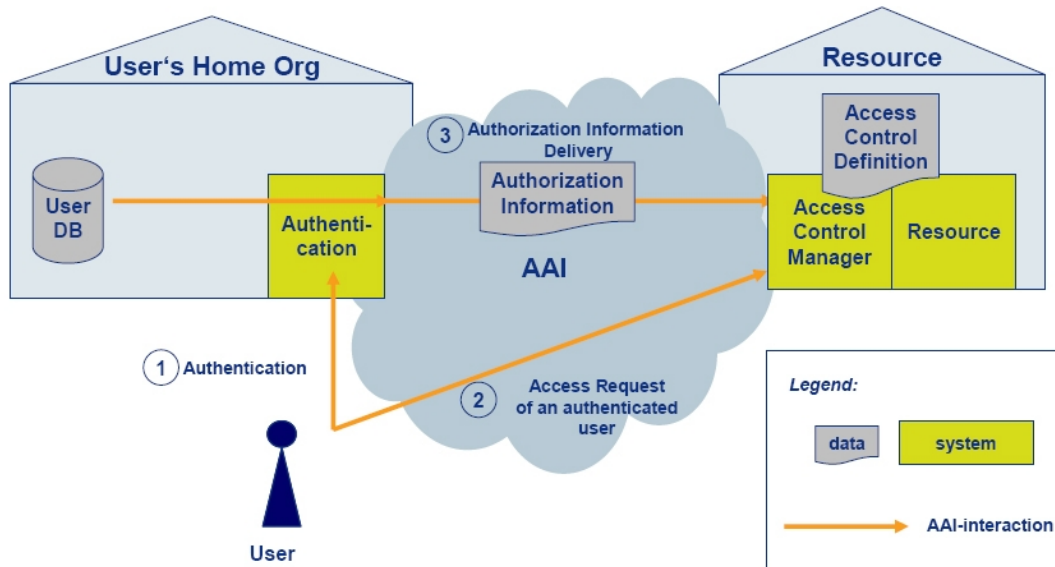 User‘s Home Org
Resource
Access
Control
Definition
3
Authorization Information
Delivery
Authorization
Information
User
DB
Authenti-
cation
Access
Control
Manager
Resource
AAI
1
Authentication
2
Access Request
of an authenticated
user
User
Legend:
data
system
AAI-interaction